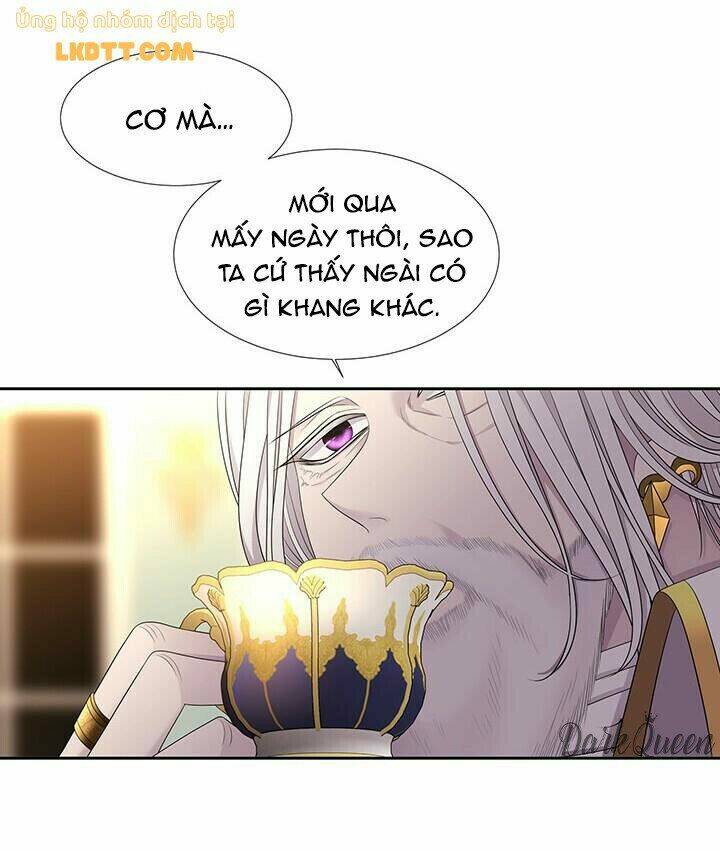 Ủng hộ nhóm dịch tại
LKDTT.COM
CƠ MÀ...
MỚI QUA
MẤY NGÀY THÔI, SAO
TA CỨ THẤY NGÀI CÓ
GÌ KHANG KHÁC.
DarkQueen